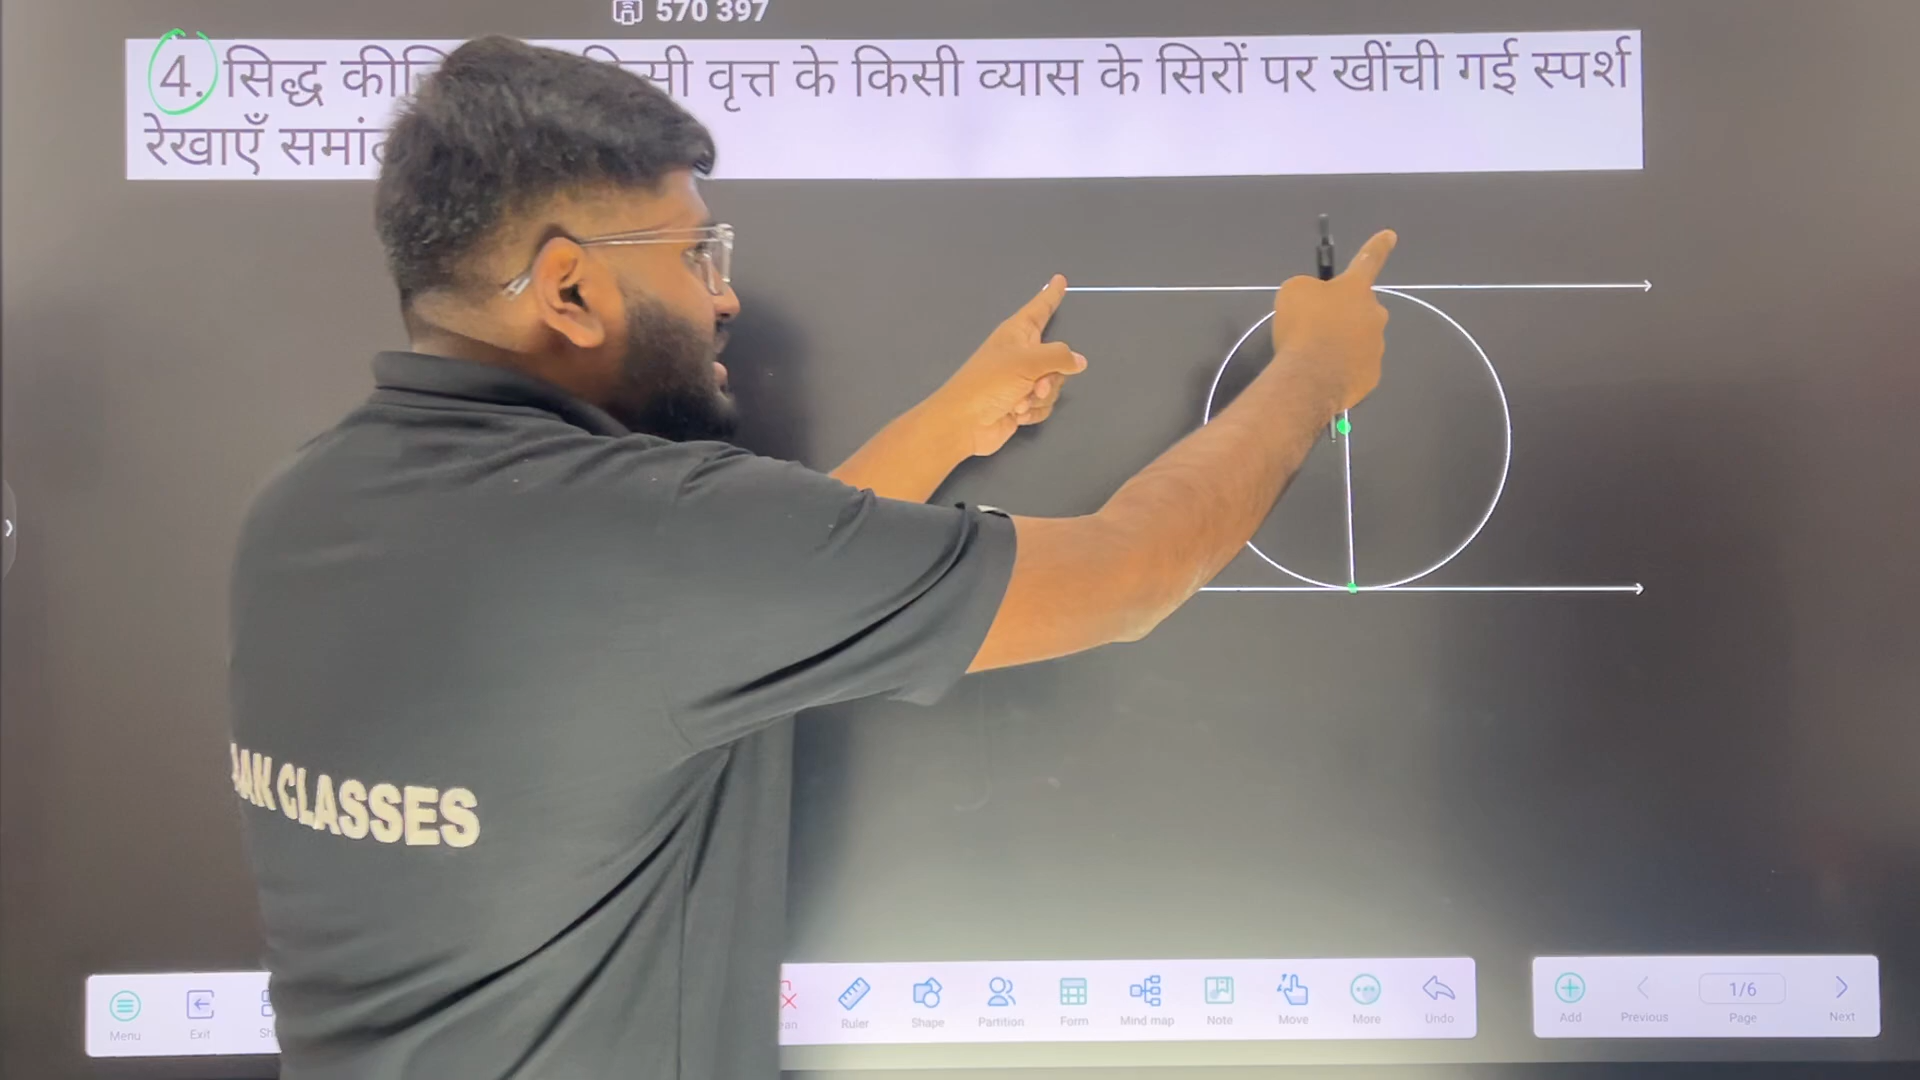 570 397
4. सिद्ध वृत्त के किसी व्यास के सिरों पर खींची गई स्पर्श
रेखाएँ
CLASSES
Menu Exit Ruler Shape Partition Form Mind map Note Move More Undo Add Previous 1/6 Page Next